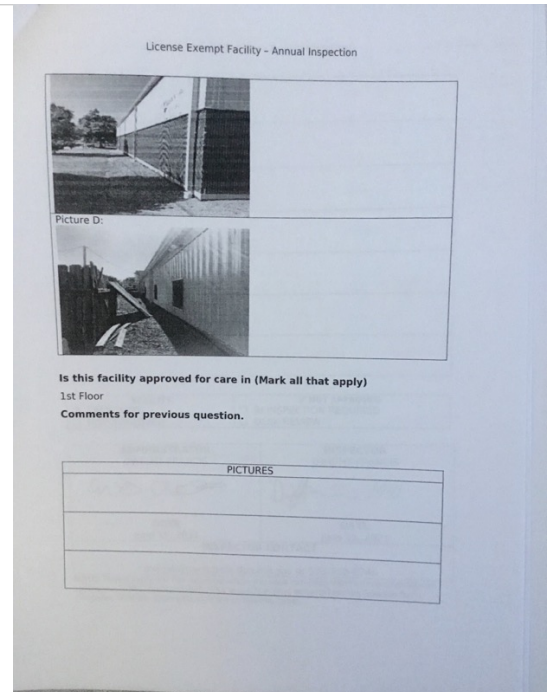 License Exempt Facility – Annual Inspection
Picture D:
Is this facility approved for care in (Mark all that apply)
1st Floor
Comments for previous question.
PICTURES